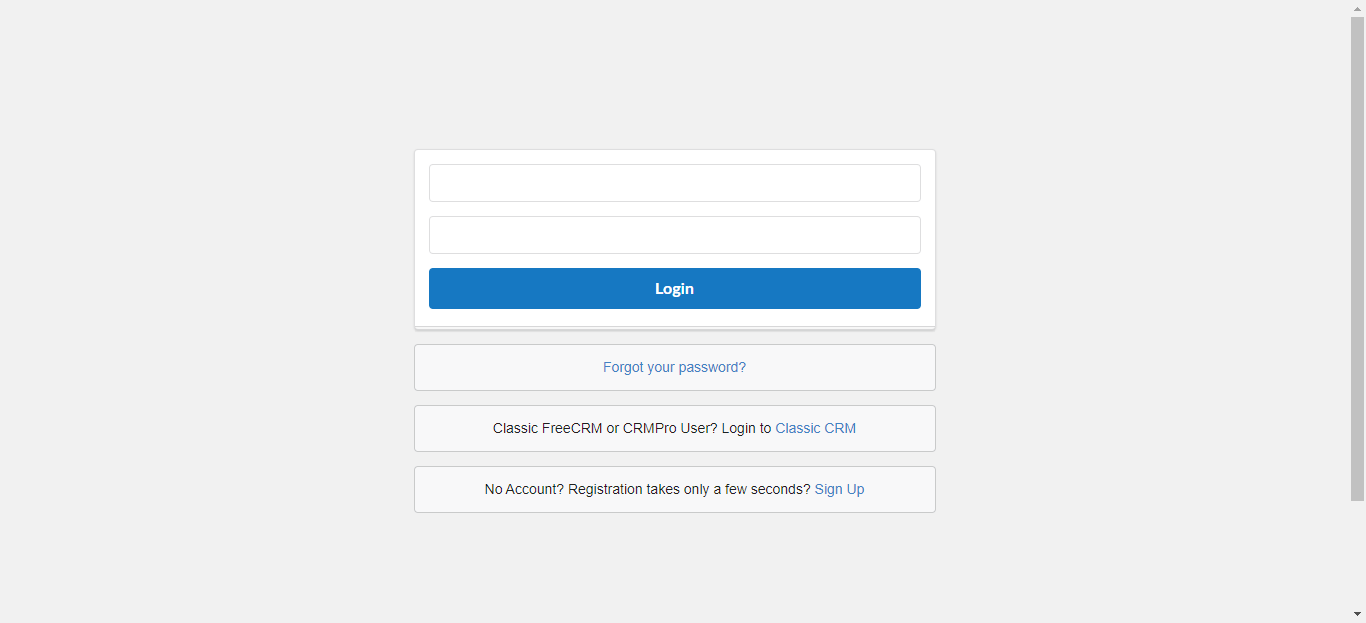 Login
Forgot your password?
Classic FreeCRM or CRMPro User? Login to Classic CRM
No Account? Registration takes only a few seconds? Sign Up